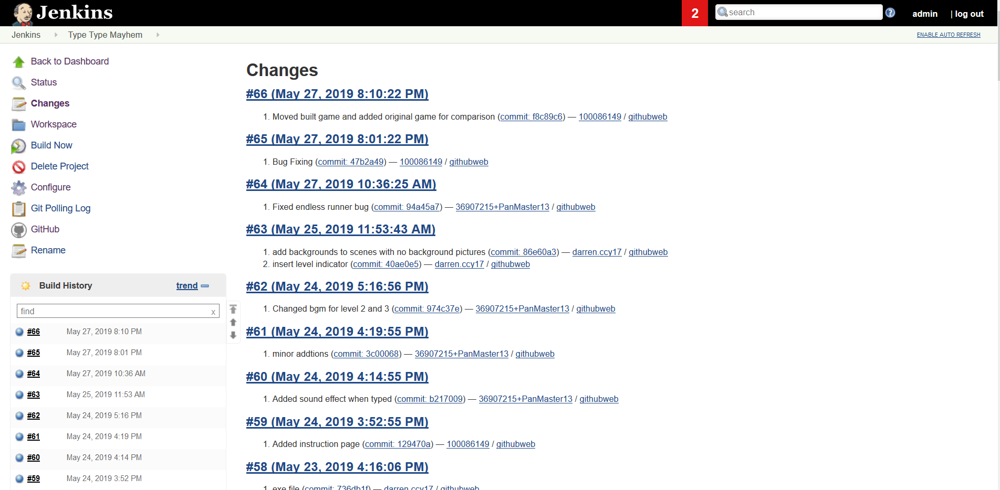 Jenkins
2
search
?
admin
| log out
Jenkins
Type Type Mayhem
ENABLE AUTO REFRESH
Back to Dashboard
Status
Changes
Workspace
Build Now
Delete Project
Configure
Git Polling Log
GitHub
Rename
Build History
trend
find
x
#66 May 27, 2019 8:10 PM
#65 May 27, 2019 8:01 PM
#64 May 27, 2019 10:36 AM
#63 May 25, 2019 11:53 AM
#62 May 24, 2019 5:16 PM
#61 May 24, 2019 4:19 PM
#60 May 24, 2019 4:14 PM
#59 May 24, 2019 3:52 PM
Changes
#66 (May 27, 2019 8:10:22 PM)
1. Moved built game and added original game for comparison (commit: f8c89c6) — 100086149 / githubweb
#65 (May 27, 2019 8:01:22 PM)
1. Bug Fixing (commit: 47b2a49) — 100086149 / githubweb
#64 (May 27, 2019 10:36:25 AM)
1. Fixed endless runner bug (commit: 94a45a7) — 36907215+PanMaster13 / githubweb
#63 (May 25, 2019 11:53:43 AM)
1. add backgrounds to scenes with no background pictures (commit: 86e60a3) — darren.ccy17 / githubweb
2. insert level indicator (commit: 40ae0e5) — darren.ccy17 / githubweb
#62 (May 24, 2019 5:16:56 PM)
1. Changed bgm for level 2 and 3 (commit: 974c37e) — 36907215+PanMaster13 / githubweb
#61 (May 24, 2019 4:19:55 PM)
1. minor addtions (commit: 3c00068) — 36907215+PanMaster13 / githubweb
#60 (May 24, 2019 4:14:55 PM)
1. Added sound effect when typed (commit: b217009) — 36907215+PanMaster13 / githubweb
#59 (May 24, 2019 3:52:55 PM)
1. Added instruction page (commit: 129470a) — 100086149 / githubweb
#58 (May 23, 2019 4:16:06 PM)
1. exe file (commit: 736db1f) — darren.ccy17 / githubweb